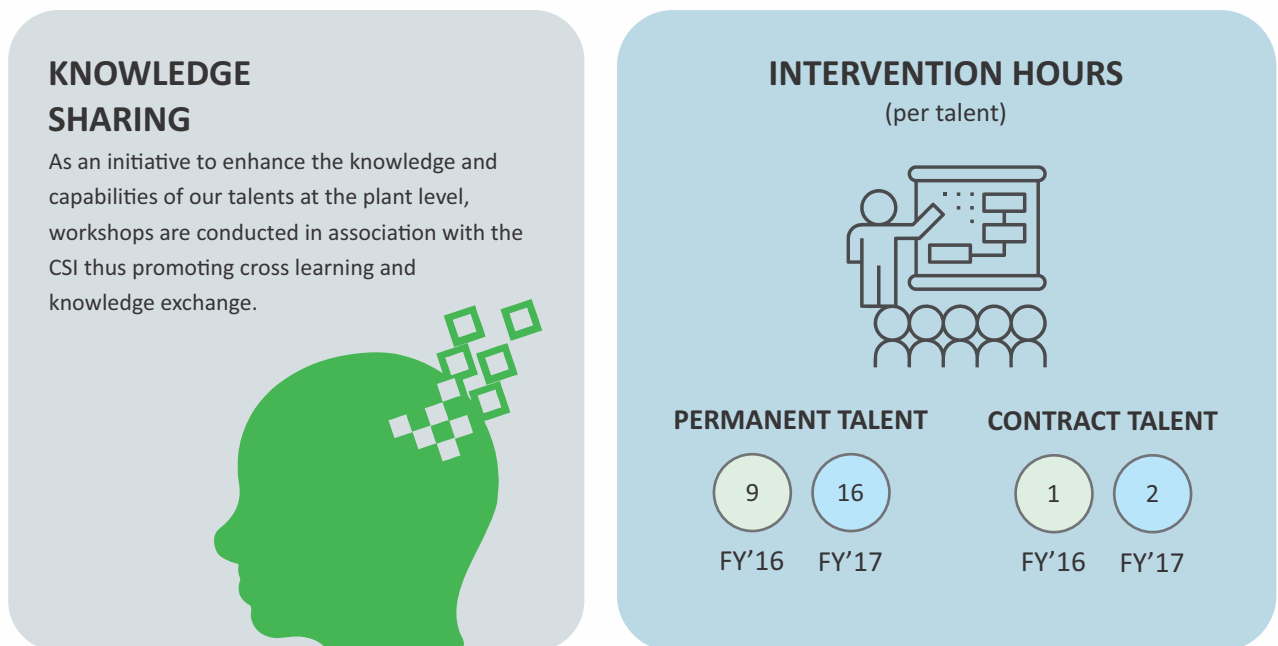 KNOWLEDGE
SHARING
As an initiative to enhance the knowledge and
capabilities of our talents at the plant level,
workshops are conducted in association with the
CSI thus promoting cross learning and
knowledge exchange.
INTERVENTION HOURS
(per talent)
PERMANENT TALENT
9 16
FY’16 FY’17
CONTRACT TALENT
1 2
FY’16 FY’17